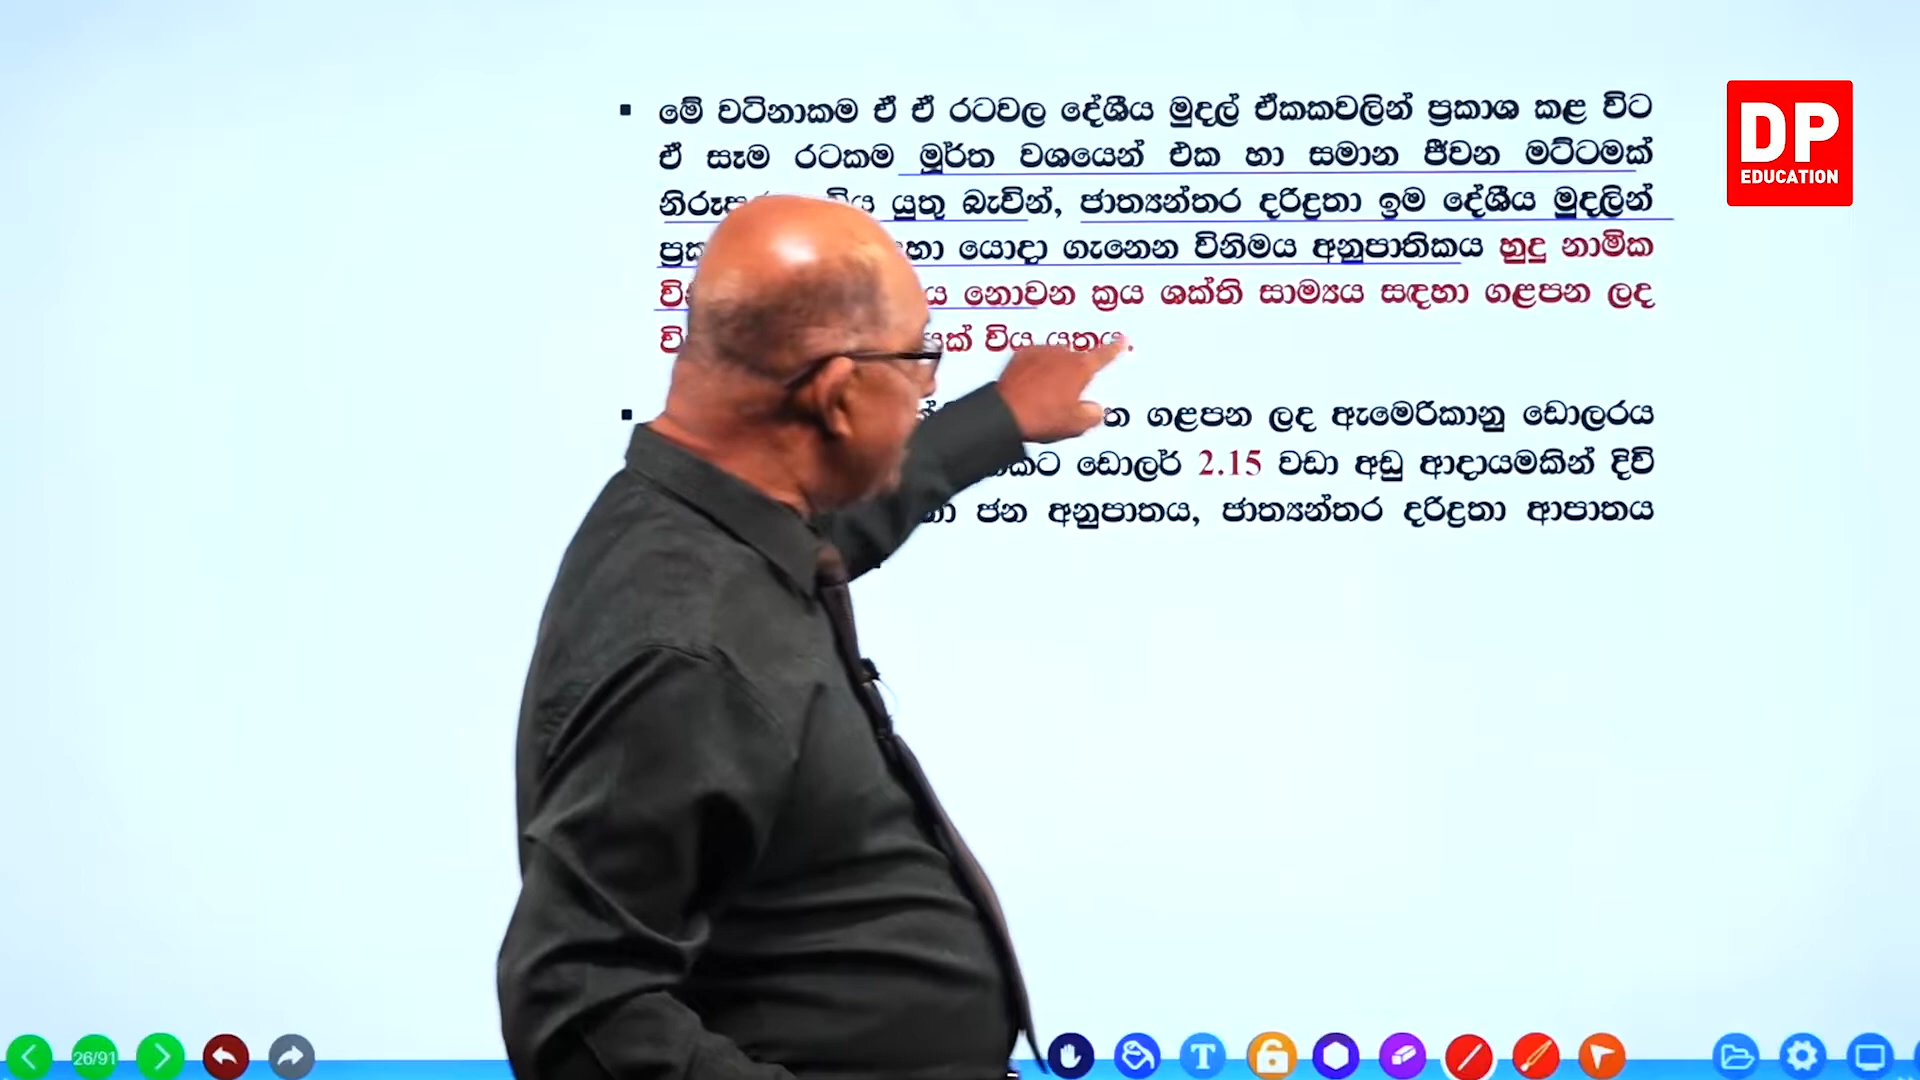 මේ වටිනාකම ඒ ඒ රටවල දේශීය මුදල් ඒකකවලින් ප්‍රකාශ කළ විට
ඒ සෑම රටකම මූර්ත වශයෙන් එක හා සමාන ජීවන මට්ටමක්
යුතු බැවින්, ජාත්‍යන්තර දරිද්‍රතා ඉම දේශීය මුදලින්
යොදා ගැනෙන විනිමය අනුපාතිකය හුදු නාමික
නොවන ක්‍රය ශක්ති සාම්‍යය සඳහා ගළපන ලද
විය යුතුය.
ගළපන ලද ඇමෙරිකානු ඩොලරය
ඩොලර් 2.15 වඩා අඩු ආදායමකින් දිවි
ජන අනුපාතය, ජාත්‍යන්තර දරිද්‍රතා ආපාතය
DP
EDUCATION
26/91